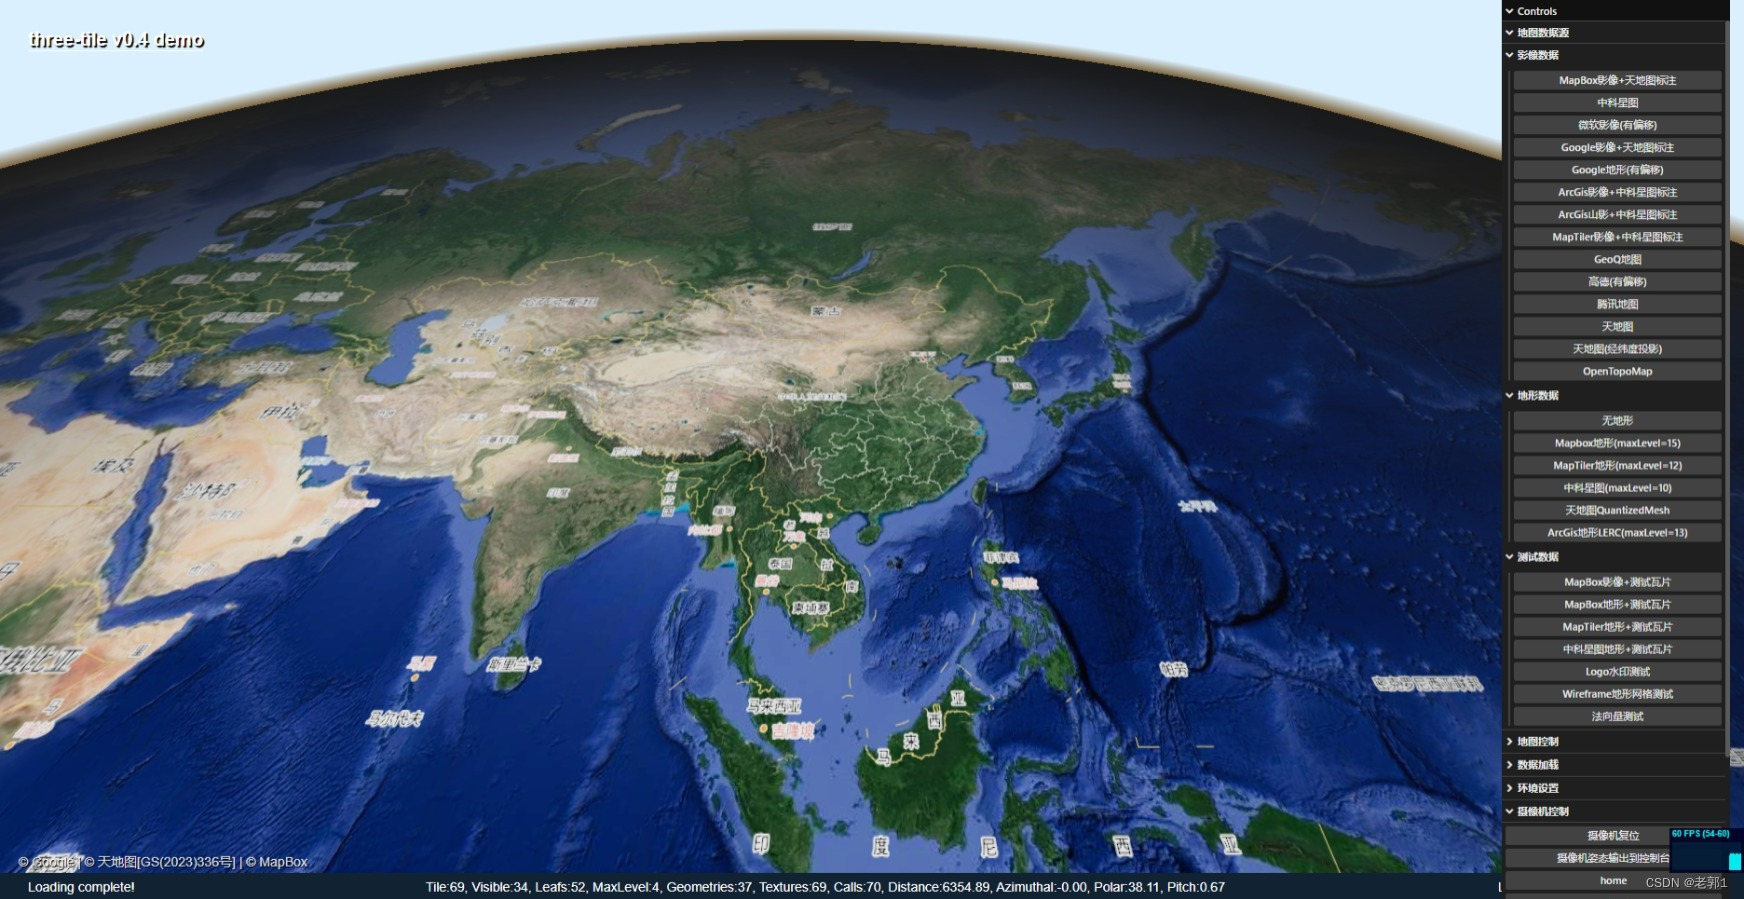 three-tile v0.4 demo
蒙古
伊拉
埃及
沙特
印度
泰国
老
越
南
柬埔寨
菲律宾
马尼拉
太平洋
帕劳
斯里兰卡
马累
马尔代夫
马来西亚
吉隆坡
亚
西
来
马
印
度
尼
西
亚
© Google | © 天地图[GS(2023)336号] | © MapBox
Loading complete!
Tile:69, Visible:34, Leafs:52, MaxLevel:4, Geometries:37, Textures:69, Calls:70, Distance:6354.89, Azimuthal:-0.00, Polar:38.11, Pitch:0.67
Controls
地图数据源
影像数据
MapBox影像+天地图标注
中科星图
微软影像(有偏移)
Google影像+天地图标注
Google地形(有偏移)
ArcGis影像+中科星图标注
ArcGis山影+中科星图标注
MapTiler影像+中科星图标注
GeoQ地图
高德(有偏移)
腾讯地图
天地图
天地图(经纬度投影)
OpenTopoMap
地形数据
无地形
Mapbox地形(maxLevel=15)
MapTiler地形(maxLevel=12)
中科星图(maxLevel=10)
天地图QuantizedMesh
ArcGis地形LERC(maxLevel=13)
测试数据
MapBox影像+测试瓦片
MapBox地形+测试瓦片
MapTiler地形+测试瓦片
中科星图地形+测试瓦片
Logo水印测试
Wireframe地形网格测试
法向量测试
地图控制
数据加载
环境设置
摄像机控制
摄像机复位
60 FPS (54-60)
摄像机姿态输出到控制台
home
CSDN @老郭1